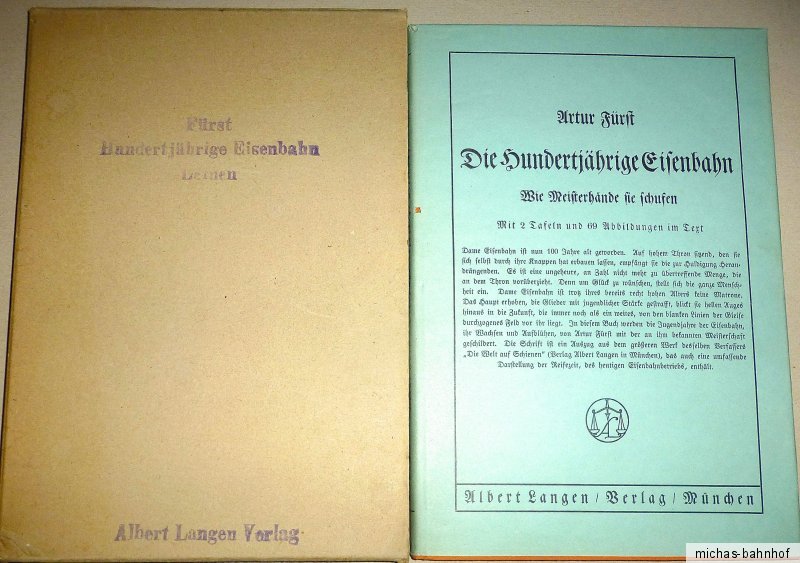 Fürst
Hundertjährige Eisenbahn
Leinen
Albert Langen Verlag
Artur Fürst
Die Hundertjährige Eisenbahn
Wie Meisterhände sie schufen
Mit 2 Tafeln und 69 Abbildungen im Text
Dame Eisenbahn ist nun 100 Jahre alt geworden. Auf hohem Thron sitzend, den sie
sich selbst durch ihre Knappen hat erbauen lassen, empfängt sie die zur Huldigung Heran-
drängenden. Es ist eine ungeheure, an Zahl nicht mehr zu übertreffende Menge, die
an dem Thron vorüberzieht. Denn um Glück zu wünschen, stellt sich die ganze Mensch-
heit ein. Dame Eisenbahn ist trotz ihres bereits recht hohen Alters keine Matrone.
Das Haupt erhoben, die Glieder mit jugendlicher Stärke gestrafft, blickt sie hellen Auges
hinaus in die Zukunft, die immer noch als ein weites, von den blanken Linien der Gleise
durchzogenes Feld vor ihr liegt. In diesem Buch werden die Jugendjahre der Eisenbahn,
ihr Wachsen und Aufblühen, von Artur Fürst mit der an ihm bekannten Meisterschaft
geschildert. Die Schrift ist ein Auszug aus dem grösseren Werk desselben Verfassers
„Die Welt auf Schienen“ (Verlag Albert Langen in München), das auch eine umfassende
Darstellung der Reifezeit, des heutigen Eisenbahnbetriebs, enthält.
Albert Langen / Verlag / München
michas-bahnhof